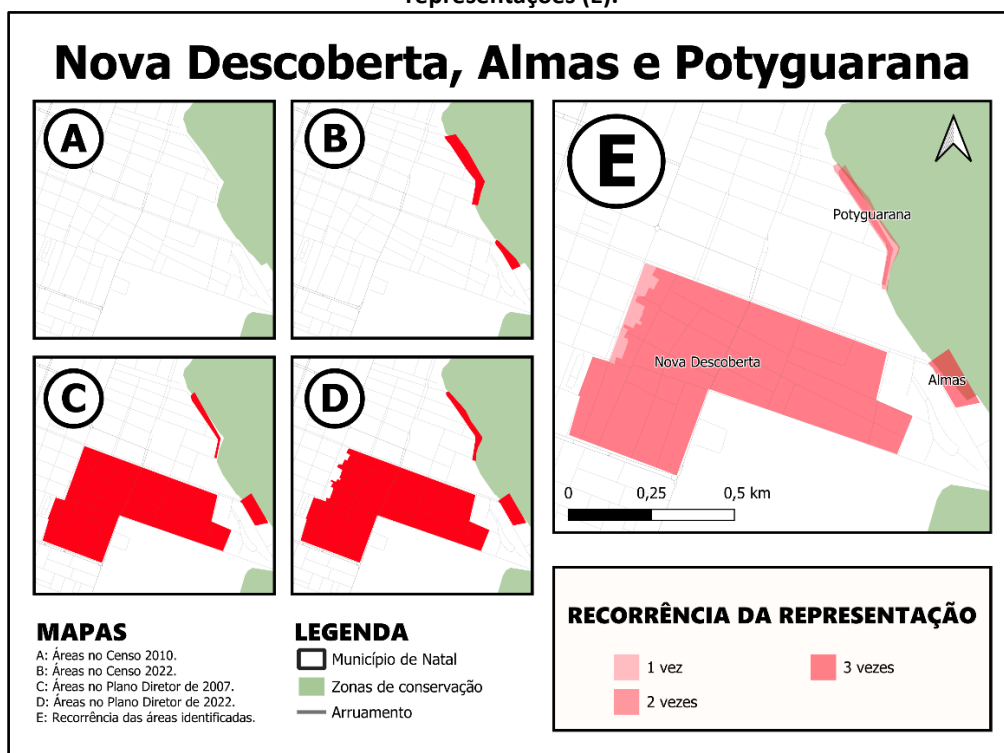 representações (E).
Nova Descoberta, Almas e Potyguarana
A
B
C
D
E
Potyguarana
Nova Descoberta
Almas
0 0,25 0,5 km
MAPAS
A: Áreas no Censo 2010.
B: Áreas no Censo 2022.
C: Áreas no Plano Diretor de 2007.
D: Áreas no Plano Diretor de 2022.
E: Recorrência das áreas identificadas.
LEGENDA
Município de Natal
Zonas de conservação
Arruamento
RECORRÊNCIA DA REPRESENTAÇÃO
1 vez
2 vezes
3 vezes